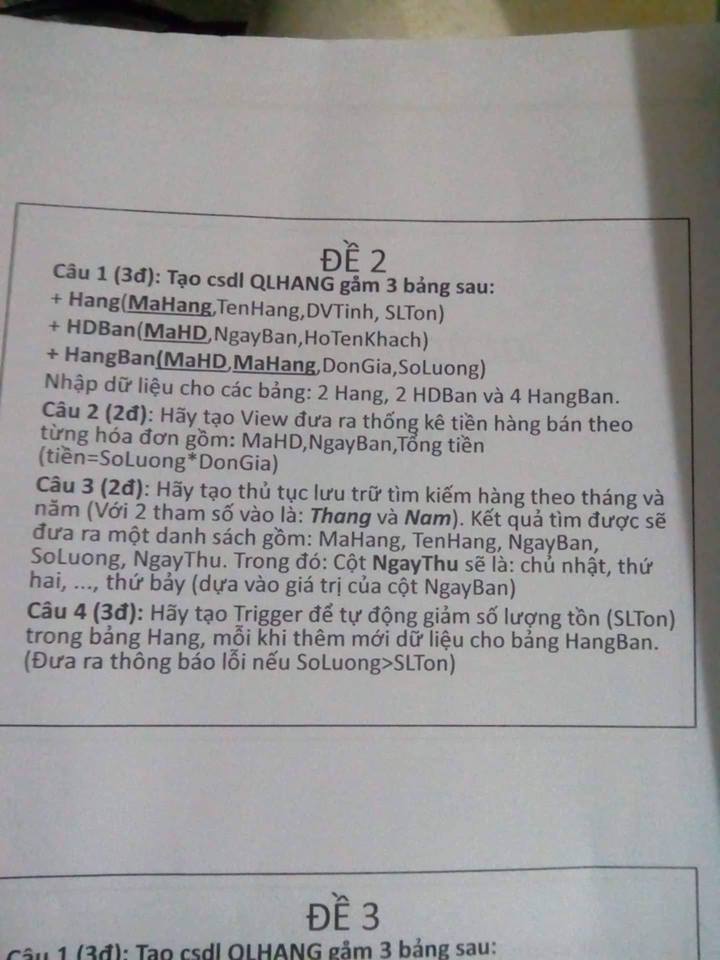 ĐỀ 2
Câu 1 (3đ): Tạo csdl QLHANG gảm 3 bảng sau:
+ Hang(MaHang,TenHang,DVTinh, SLTon)
+ HDBan(MaHD,NgayBan,HoTenKhach)
+ HangBan(MaHD,MaHang,DonGia,SoLuong)
Nhập dữ liệu cho các bảng: 2 Hang, 2 HDBan và 4 HangBan.
Câu 2 (2đ): Hãy tạo View đưa ra thống kê tiền hàng bán theo
từng hóa đơn gồm: MaHD,NgayBan,Tổng tiền
(tiền=SoLuong*DonGia)
Câu 3 (2đ): Hãy tạo thủ tục lưu trữ tìm kiếm hàng theo tháng và
năm (Với 2 tham số vào là: Thang và Nam). Kết quả tìm được sẽ
đưa ra một danh sách gồm: MaHang, TenHang, NgayBan,
SoLuong, NgayThu. Trong đó: Cột NgayThu sẽ là: chủ nhật, thứ
hai, ..., thứ bảy (dựa vào giá trị của cột NgayBan)
Câu 4 (3đ): Hãy tạo Trigger để tự động giảm số lượng tồn (SLTon)
trong bảng Hang, mỗi khi thêm mới dữ liệu cho bảng HangBan.
(Đưa ra thông báo lỗi nếu SoLuong>SLTon)
ĐỀ 3
Câu 1 (3đ): Tạo csdl QLHANG gảm 3 bảng sau: